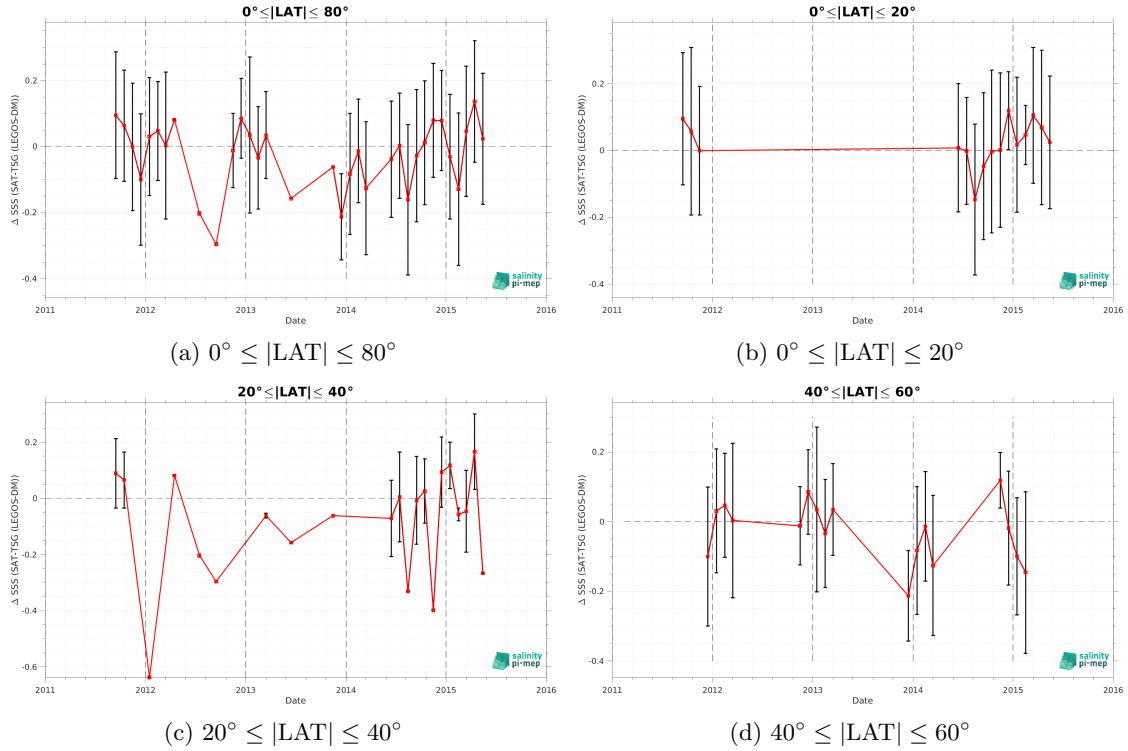 0°≤|LAT|≤ 80°
Δ SSS (SAT-TSG (LEGOS-DM))
0.2
0
-0.2
-0.4
2011 2012 2013 2014 2015 2016
Date
salinity
pi-mep
(a) 0° ≤ |LAT| ≤ 80°
0°≤|LAT|≤ 20°
Δ SSS (SAT-TSG (LEGOS-DM))
0.2
0
-0.2
-0.4
2011 2012 2013 2014 2015 2016
Date
salinity
pi-mep
(b) 0° ≤ |LAT| ≤ 20°
20°≤|LAT|≤ 40°
Δ SSS (SAT-TSG (LEGOS-DM))
0.2
0
-0.2
-0.4
-0.6
2011 2012 2013 2014 2015 2016
Date
salinity
pi-mep
(c) 20° ≤ |LAT| ≤ 40°
40°≤|LAT|≤ 60°
Δ SSS (SAT-TSG (LEGOS-DM))
0.2
0
-0.2
-0.4
2011 2012 2013 2014 2015 2016
Date
salinity
pi-mep
(d) 40° ≤ |LAT| ≤ 60°